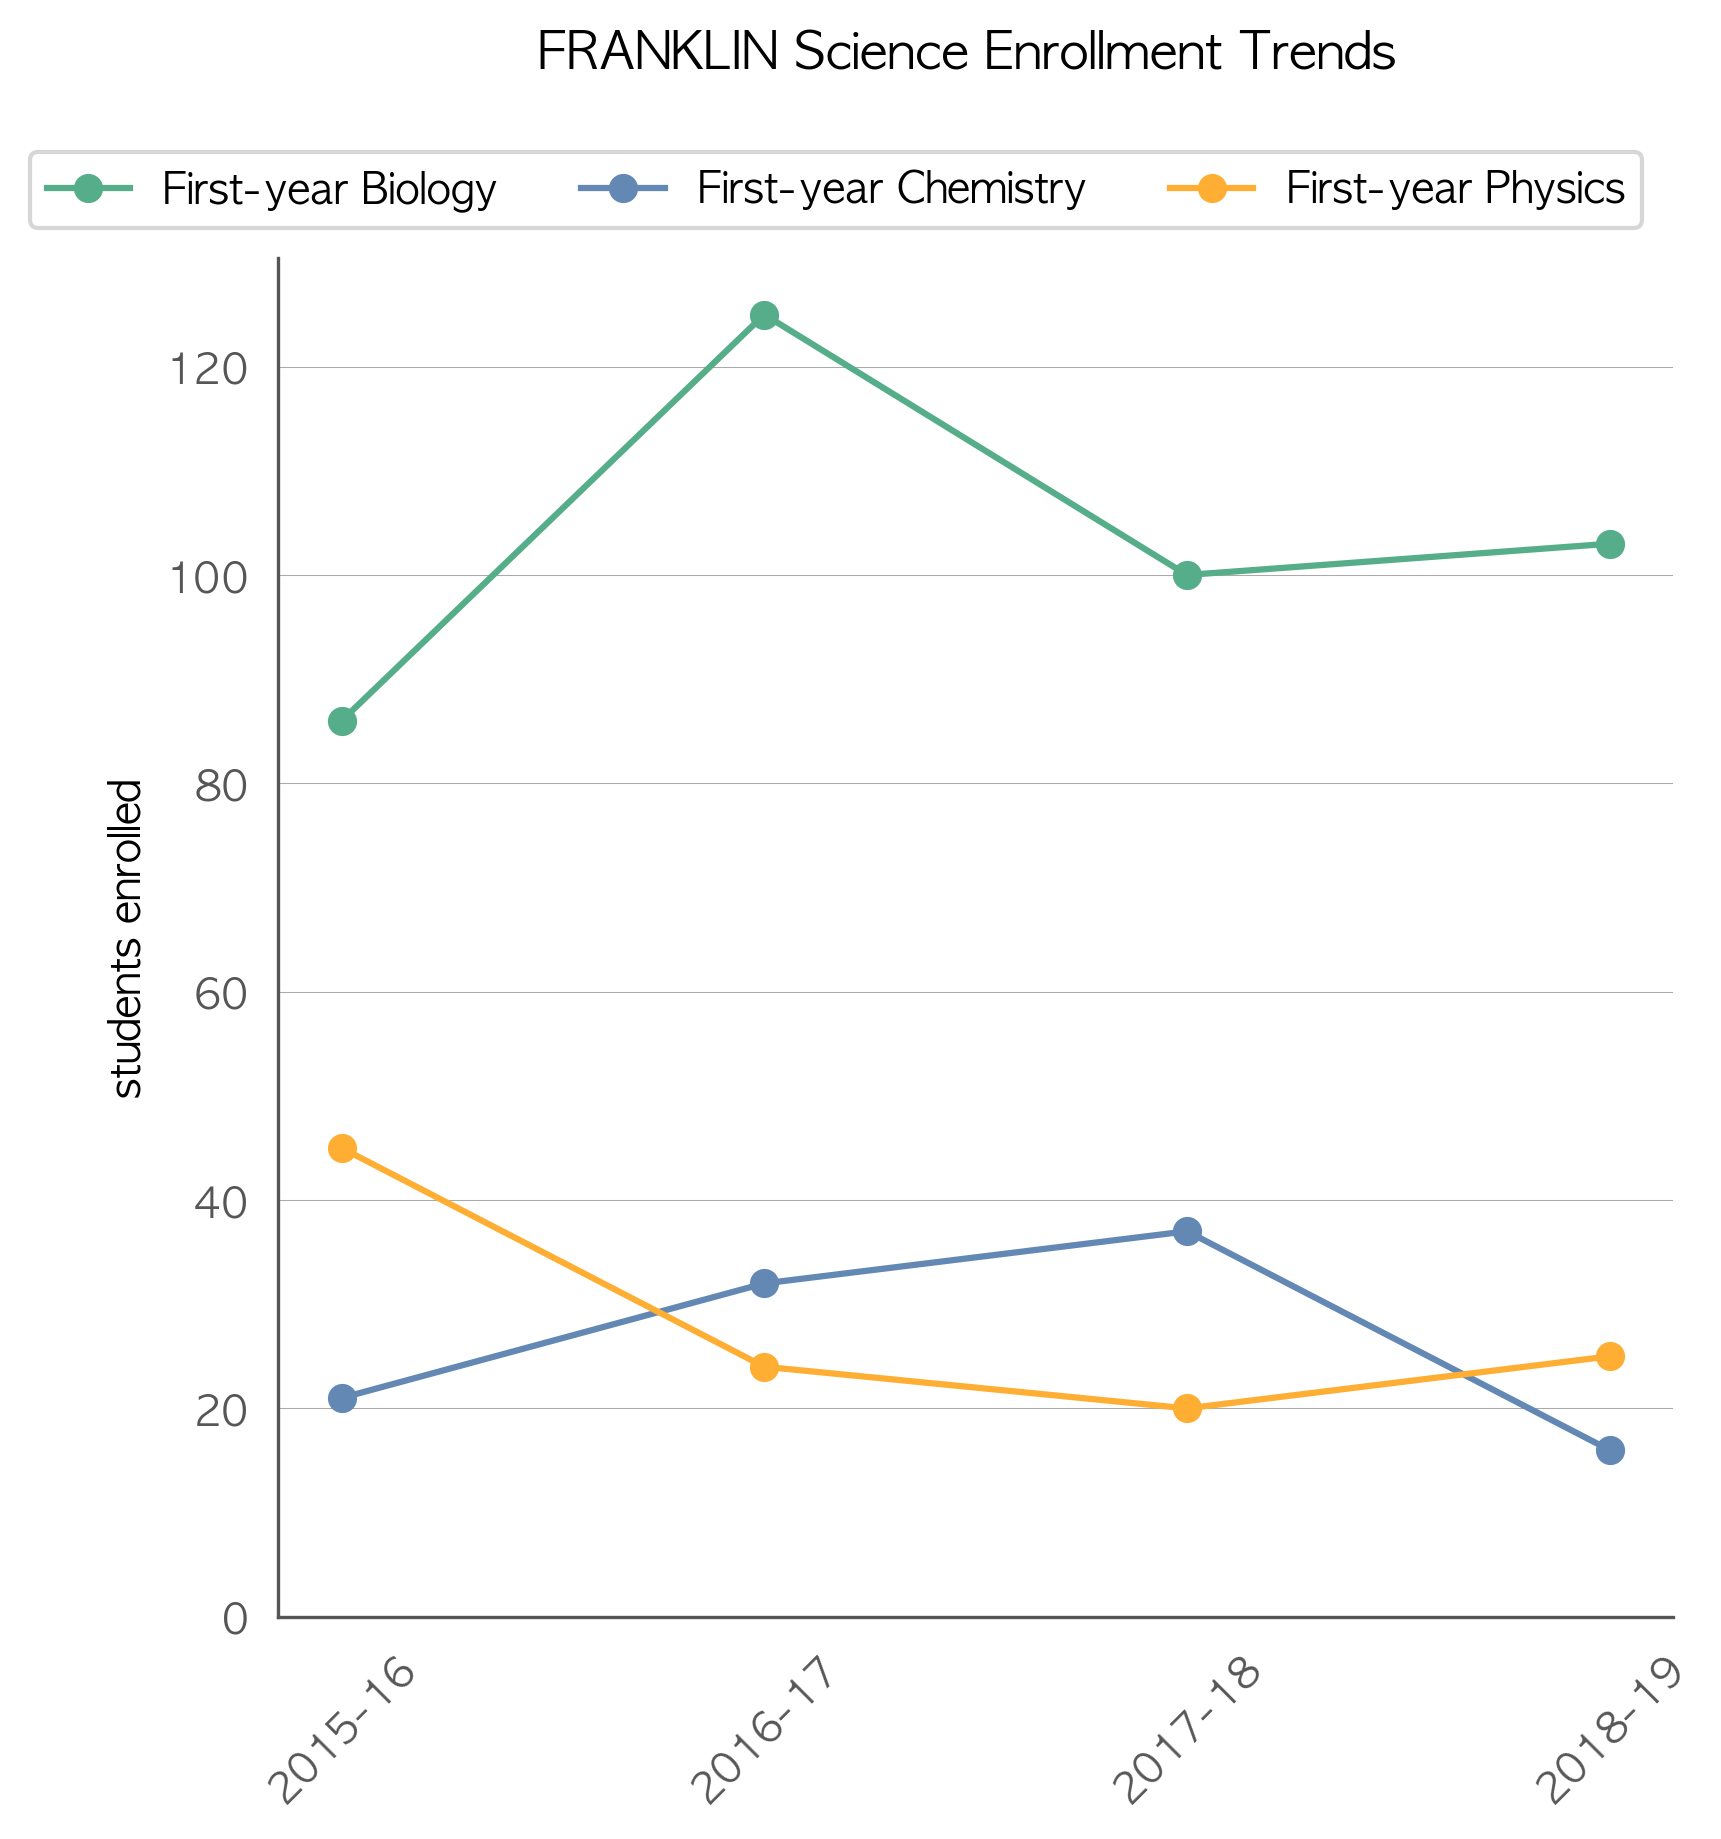 FRANKLIN Science Enrollment Trends
First-year Biology First-year Chemistry First-year Physics
120
100
80
60
40
20
0
students enrolled
2015-16 2016-17 2017-18 2018-19